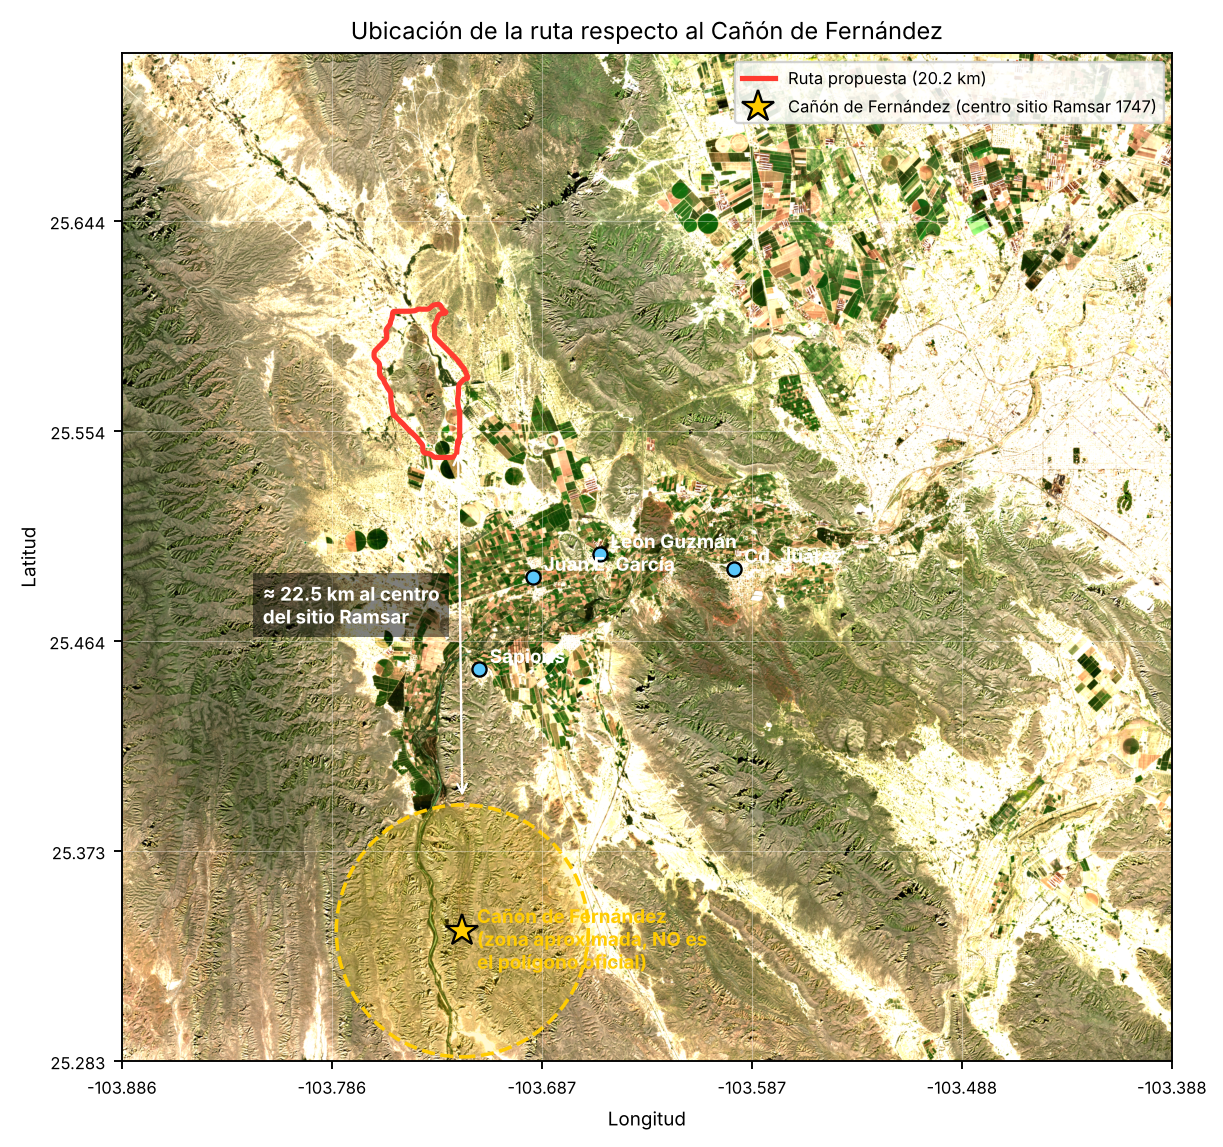 Ubicación de la ruta respecto al Cañón de Fernández
Ruta propuesta (20.2 km)
Cañón de Fernández (centro sitio Ramsar 1747)
25.644
25.554
25.464
25.373
25.283
Latitud
León Guzmán
Cd. Juárez
Juan E. García
≈ 22.5 km al centro
del sitio Ramsar
Sapioris
Cañón de Fernández
(zona aproximada, NO es
el polígono oficial)
-103.886
-103.786
-103.687
-103.587
-103.488
-103.388
Longitud